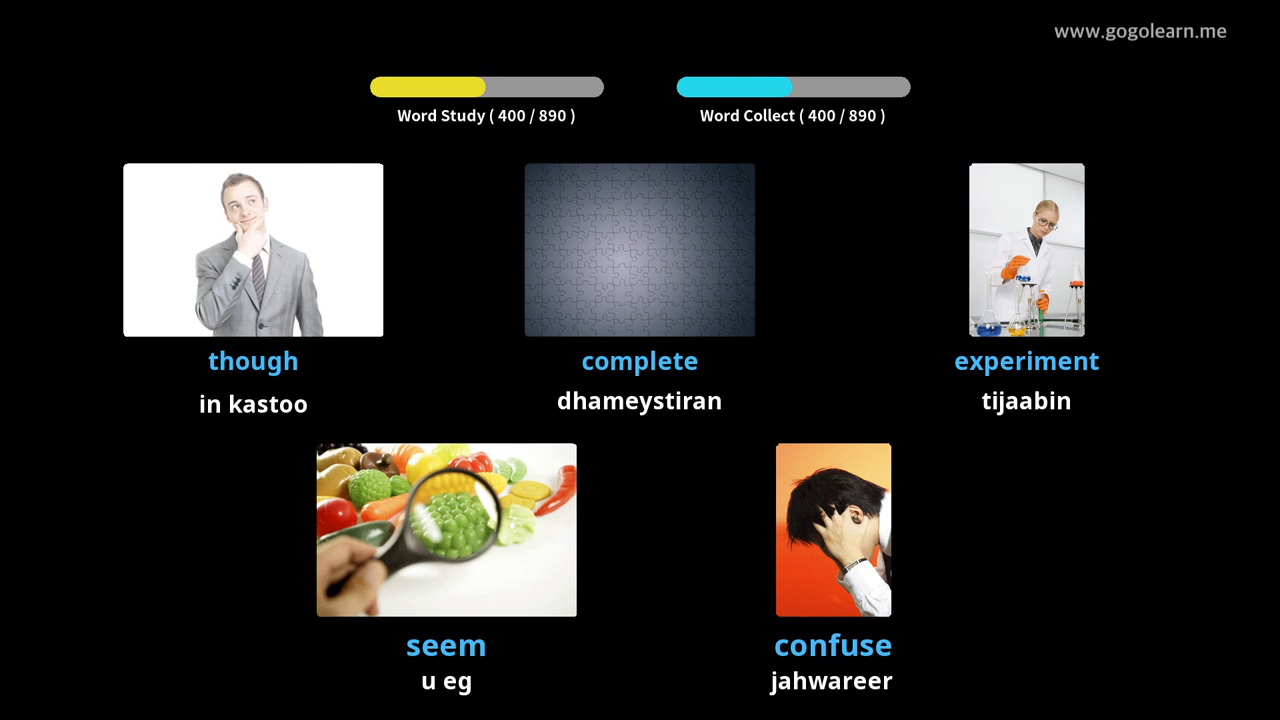 www.gogolearn.me
Word Study ( 400 / 890 )
Word Collect ( 400 / 890 )
though
in kastoo
complete
dhameystiran
experiment
tijaabin
seem
u eg
confuse
jahwareer